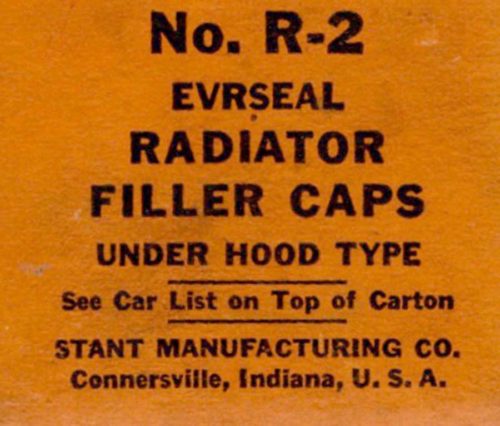 No. R-2
EVRSEAL
RADIATOR
FILLER CAPS
UNDER HOOD TYPE
See Car List on Top of Carton
STANT MANUFACTURING CO.
Connersville, Indiana, U. S. A.